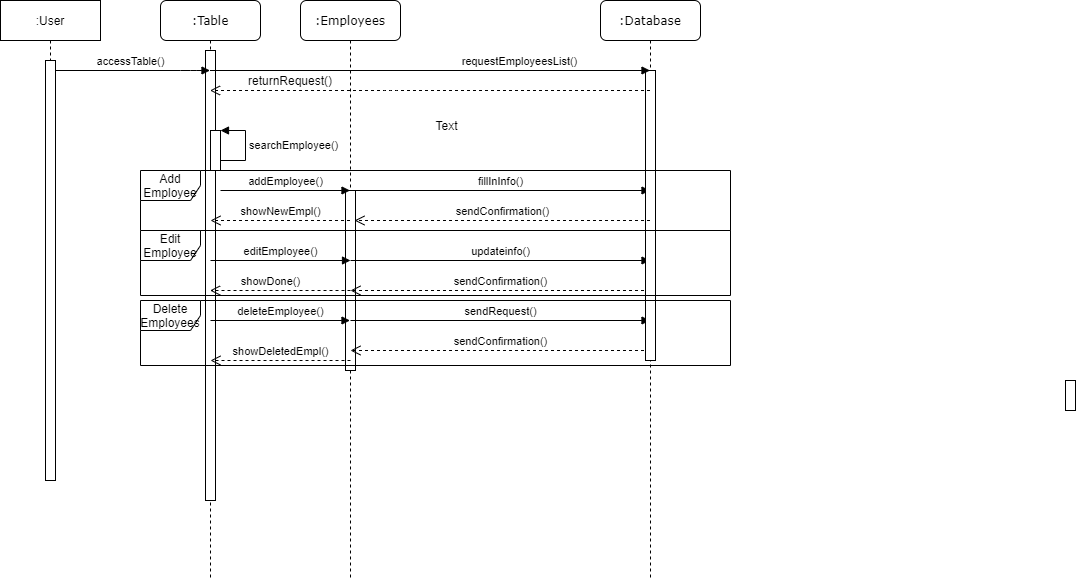 :User
:Table
:Employees
:Database
accessTable()
requestEmployeesList()
returnRequest()
Text
searchEmployee()
Add
Employee
addEmployee()
fillInInfo()
showNewEmpl()
sendConfirmation()
Edit
Employee
editEmployee()
updateinfo()
showDone()
sendConfirmation()
Delete
Employees
deleteEmployee()
sendRequest()
sendConfirmation()
showDeletedEmpl()